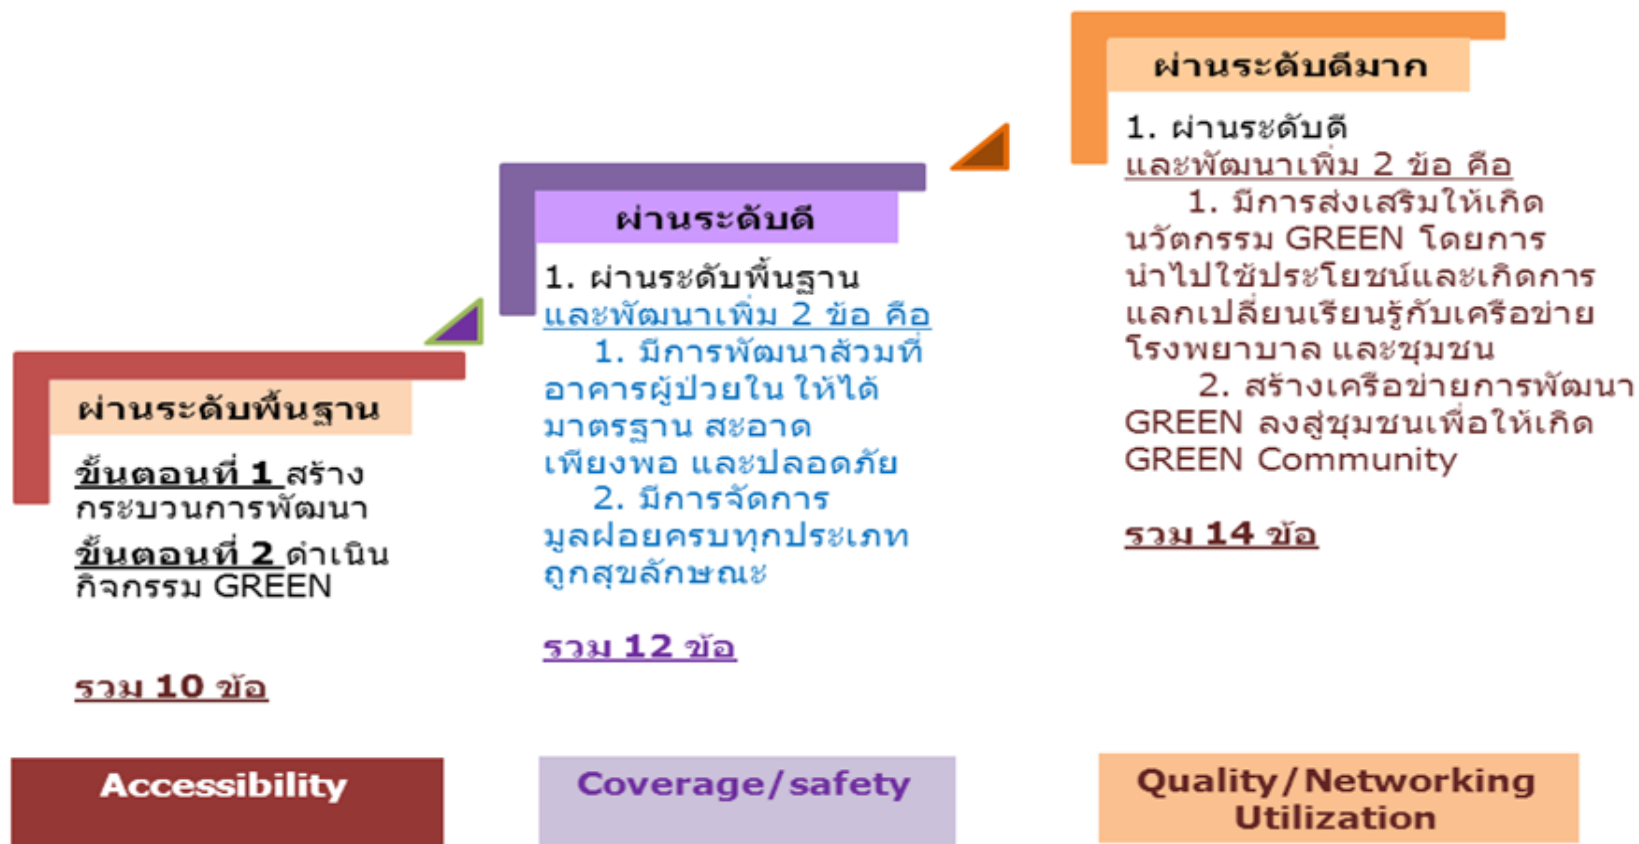 ผ่านระดับพื้นฐาน
ขั้นตอนที่ 1 สร้าง
กระบวนการพัฒนา
ขั้นตอนที่ 2 ดำเนิน
กิจกรรม GREEN
รวม 10 ข้อ
Accessibility
ผ่านระดับดี
1. ผ่านระดับพื้นฐาน
และพัฒนาเพิ่ม 2 ข้อ คือ
1. มีการพัฒนาส้วมที่
อาคารผู้ป่วยใน ให้ได้
มาตรฐาน สะอาด
เพียงพอ และปลอดภัย
2. มีการจัดการ
มูลฝอยครบทุกประเภท
ถูกสุขลักษณะ
รวม 12 ข้อ
Coverage/safety
ผ่านระดับดีมาก
1. ผ่านระดับดี
และพัฒนาเพิ่ม 2 ข้อ คือ
1. มีการส่งเสริมให้เกิด
นวัตกรรม GREEN โดยการ
นำไปใช้ประโยชน์และเกิดการ
แลกเปลี่ยนเรียนรู้กับเครือข่าย
โรงพยาบาล และชุมชน
2. สร้างเครือข่ายการพัฒนา
GREEN ลงสู่ชุมชนเพื่อให้เกิด
GREEN Community
รวม 14 ข้อ
Quality/Networking
Utilization